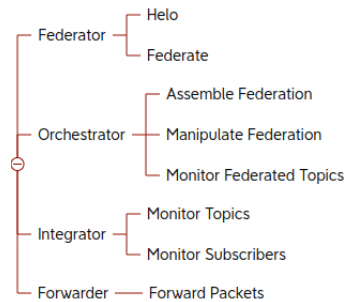 Helo
Federator
Federate
Assemble Federation
Orchestrator
Manipulate Federation
Monitor Federated Topics
Monitor Topics
Integrator
Monitor Subscribers
Forwarder
Forward Packets